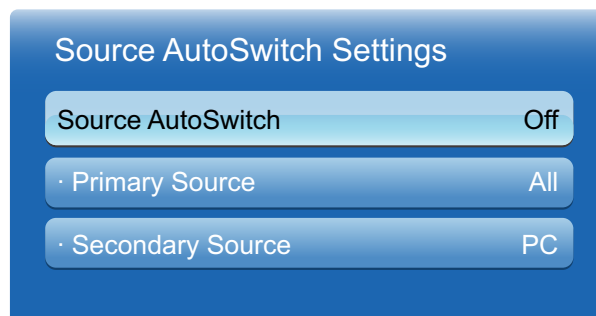 Source AutoSwitch Settings
Source AutoSwitch Off
· Primary Source All
· Secondary Source PC